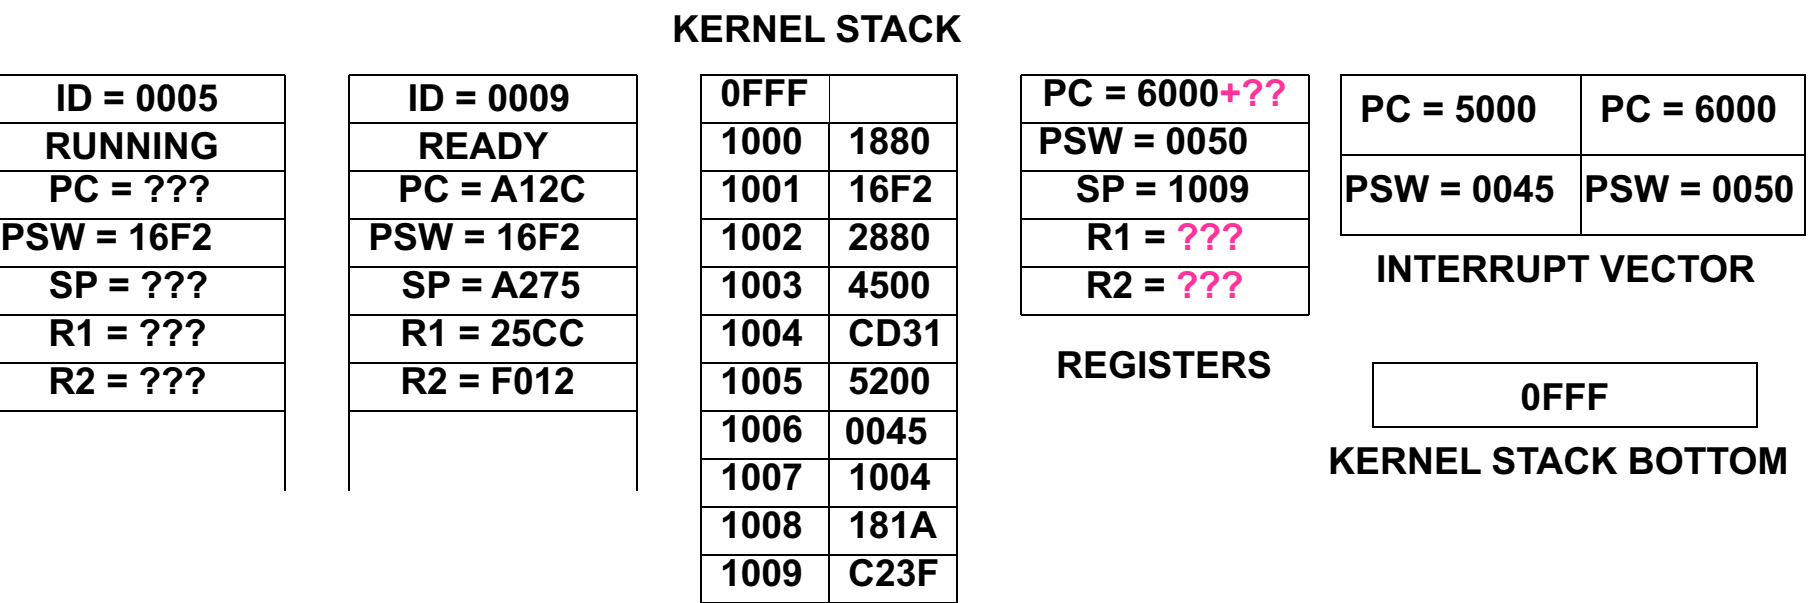 KERNEL STACK
ID = 0005
RUNNING
PC = ???
PSW = 16F2
SP = ???
R1 = ???
R2 = ???
ID = 0009
READY
PC = A12C
PSW = 16F2
SP = A275
R1 = 25CC
R2 = F012
0FFF
1000 1880
1001 16F2
1002 2880
1003 4500
1004 CD31
1005 5200
1006 0045
1007 1004
1008 181A
1009 C23F
PC = 6000+??
PSW = 0050
SP = 1009
R1 = ???
R2 = ???
REGISTERS
PC = 5000 PC = 6000
PSW = 0045 PSW = 0050
INTERRUPT VECTOR
0FFF
KERNEL STACK BOTTOM